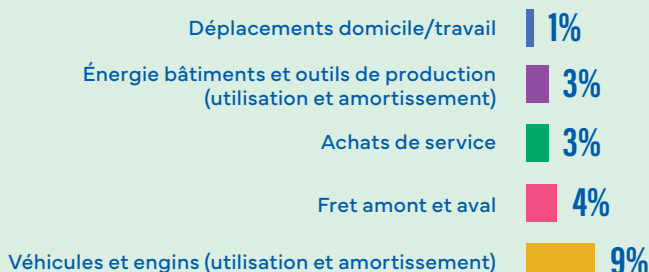 Déplacements domicile/travail 1%
Énergie bâtiments et outils de production
(utilisation et amortissement) 3%
Achats de service 3%
Fret amont et aval 4%
Véhicules et engins (utilisation et amortissement) 9%